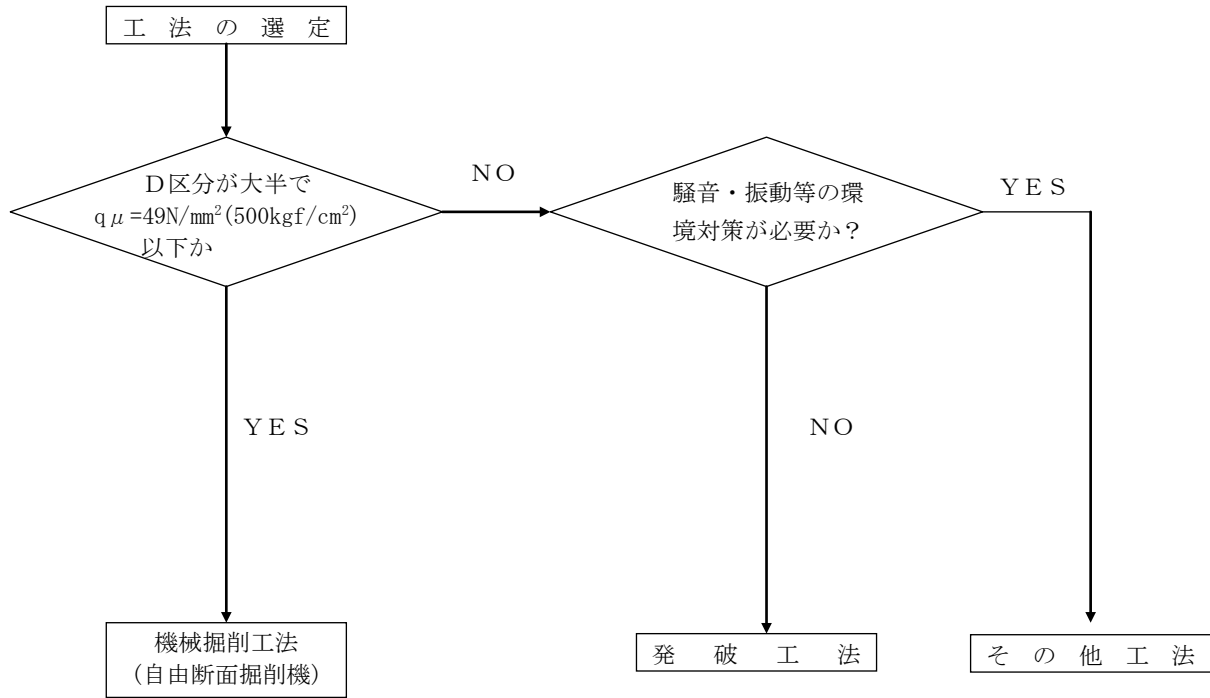 工法の選定
D区分が大半で
qμ=49N/mm²(500kgf/cm²)
以下か
NO
騒音・振動等の環
境対策が必要か?
YES
YES
NO
機械掘削工法
(自由断面掘削機)
発破工法
その他工法